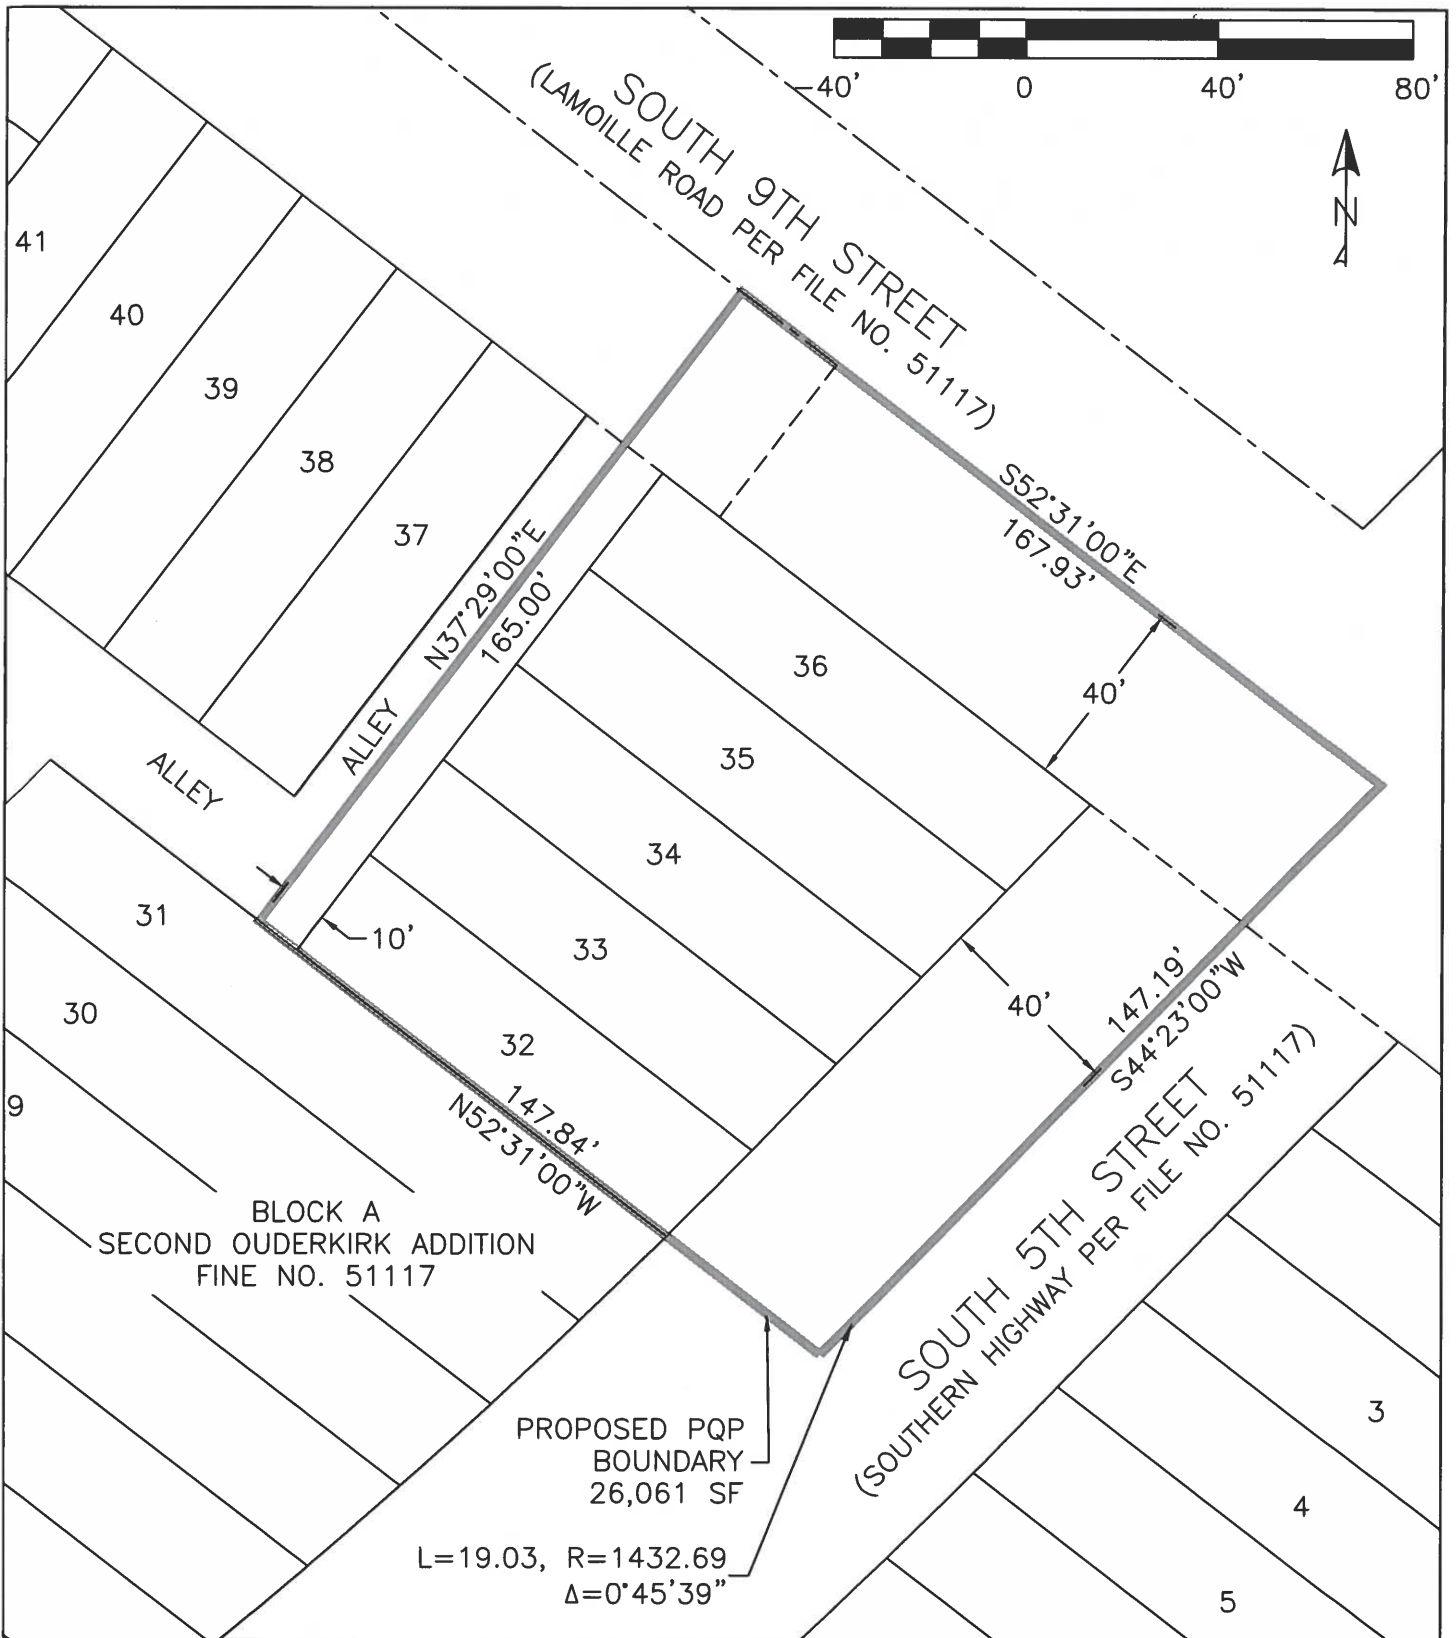 -40' 0 40' 80'
N
SOUTH 9TH STREET
(LAMOILLE ROAD PER FILE NO. 51117)
41
40
39
38
37
S52°31'00"E
167.93'
N37°29'00"E
165.00'
ALLEY
ALLEY
36
40'
35
34
33
32
10'
31
30
9
40'
147.19'
S44°23'00"W
147.84'
N52°31'00"W
SOUTH 5TH STREET
(SOUTHERN HIGHWAY PER FILE NO. 51117)
BLOCK A
SECOND OUDERKIRK ADDITION
FINE NO. 51117
PROPOSED PQP
BOUNDARY
26,061 SF
L=19.03, R=1432.69
Δ=0°45'39"
3
4
5